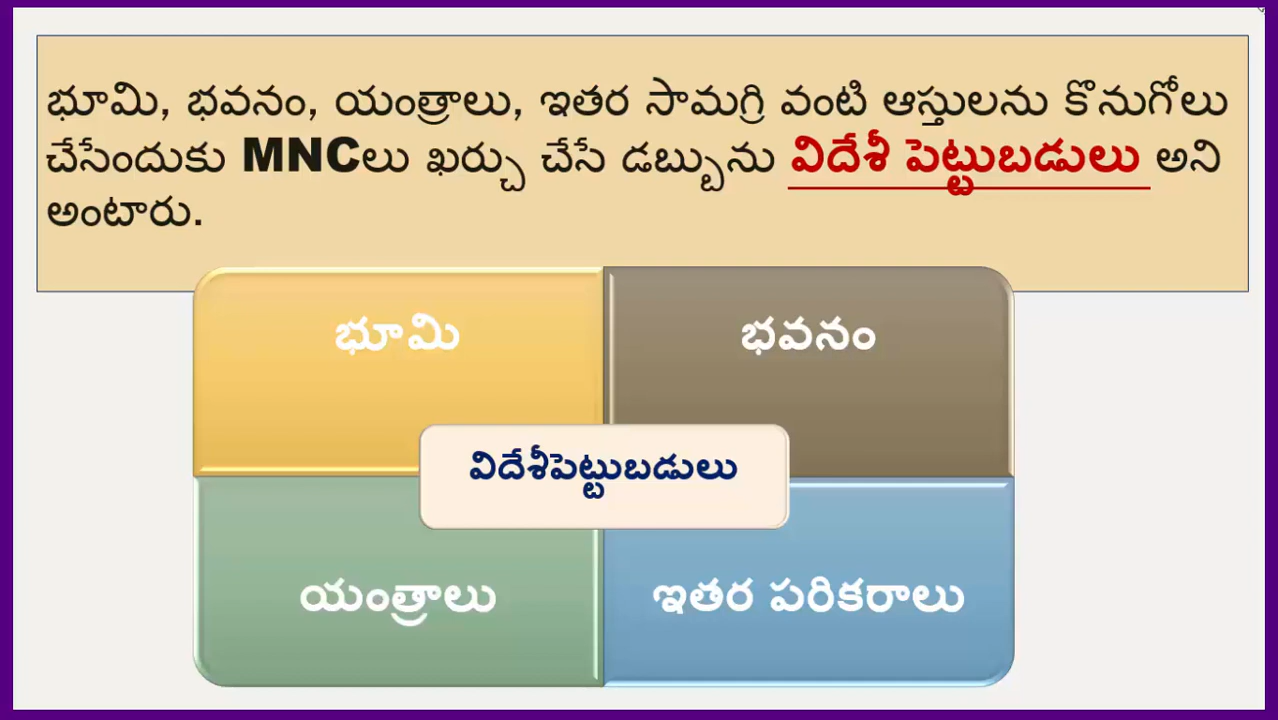 భూమి, భవనం, యంత్రాలు, ఇతర సామగ్రి వంటి ఆస్తులను కొనుగోలు
చేసేందుకు MNCలు ఖర్చు చేసే డబ్బును విదేశీ పెట్టుబడులు అని
అంటారు.
భూమి
భవనం
విదేశీపెట్టుబడులు
యంత్రాలు
ఇతర పరికరాలు